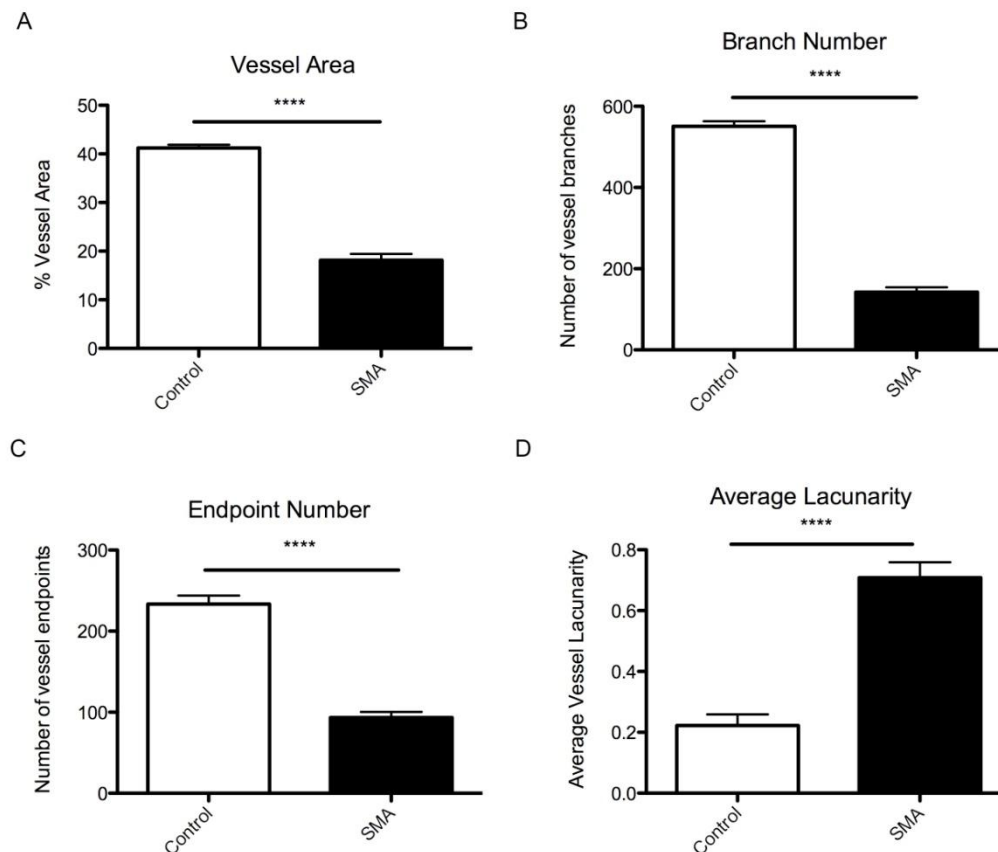 A
Vessel Area
****
% Vessel Area
50
40
30
20
10
0
Control
SMA
B
Branch Number
****
Number of vessel branches
600
400
200
0
Control
SMA
C
Endpoint Number
****
Number of vessel endpoints
300
200
100
0
Control
SMA
D
Average Lacunarity
****
Average Vessel Lacunarity
0.8
0.6
0.4
0.2
0.0
Control
SMA